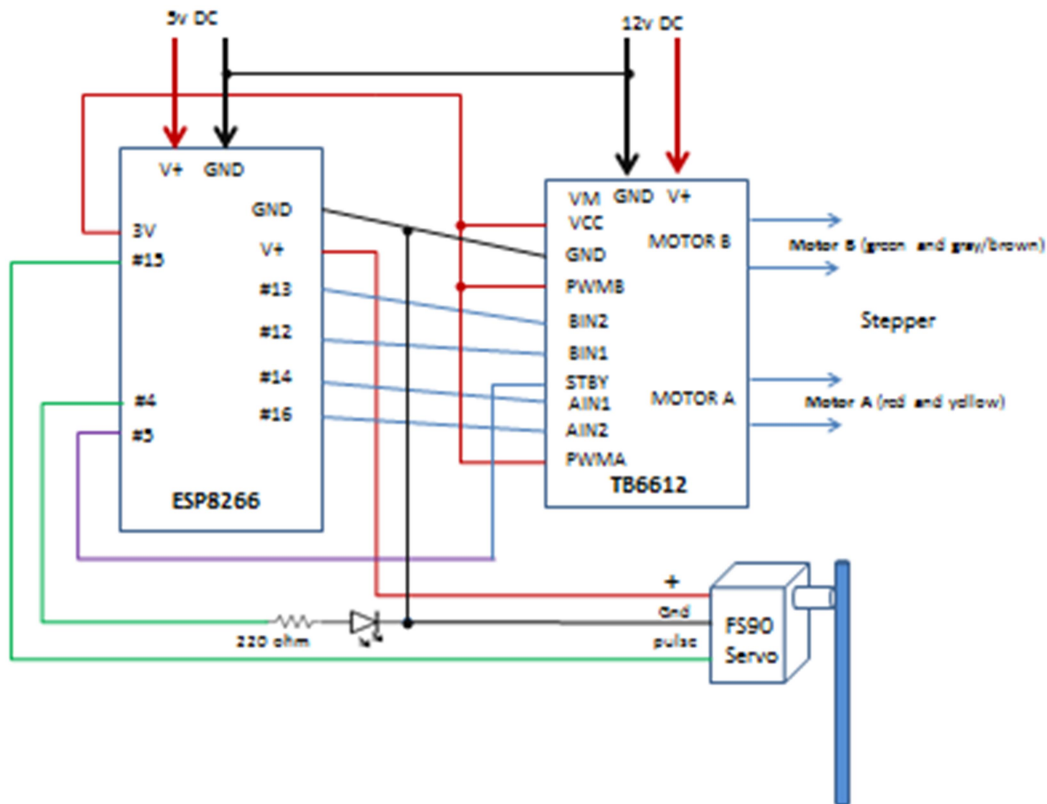 5v DC
12v DC
V+ GND
GND
V+
3V
#15
#13
#12
#14
#16
#4
#5
ESP8266
VM GND V+
VCC
MOTOR B
GND
PWMB
BIN2
BIN1
STBY
AIN1
MOTOR A
AIN2
PWMA
TB6612
Motor B (green and gray/brown)
Stepper
Motor A (red and yellow)
+
Gnd
pulse
220 ohm
FS90
Servo